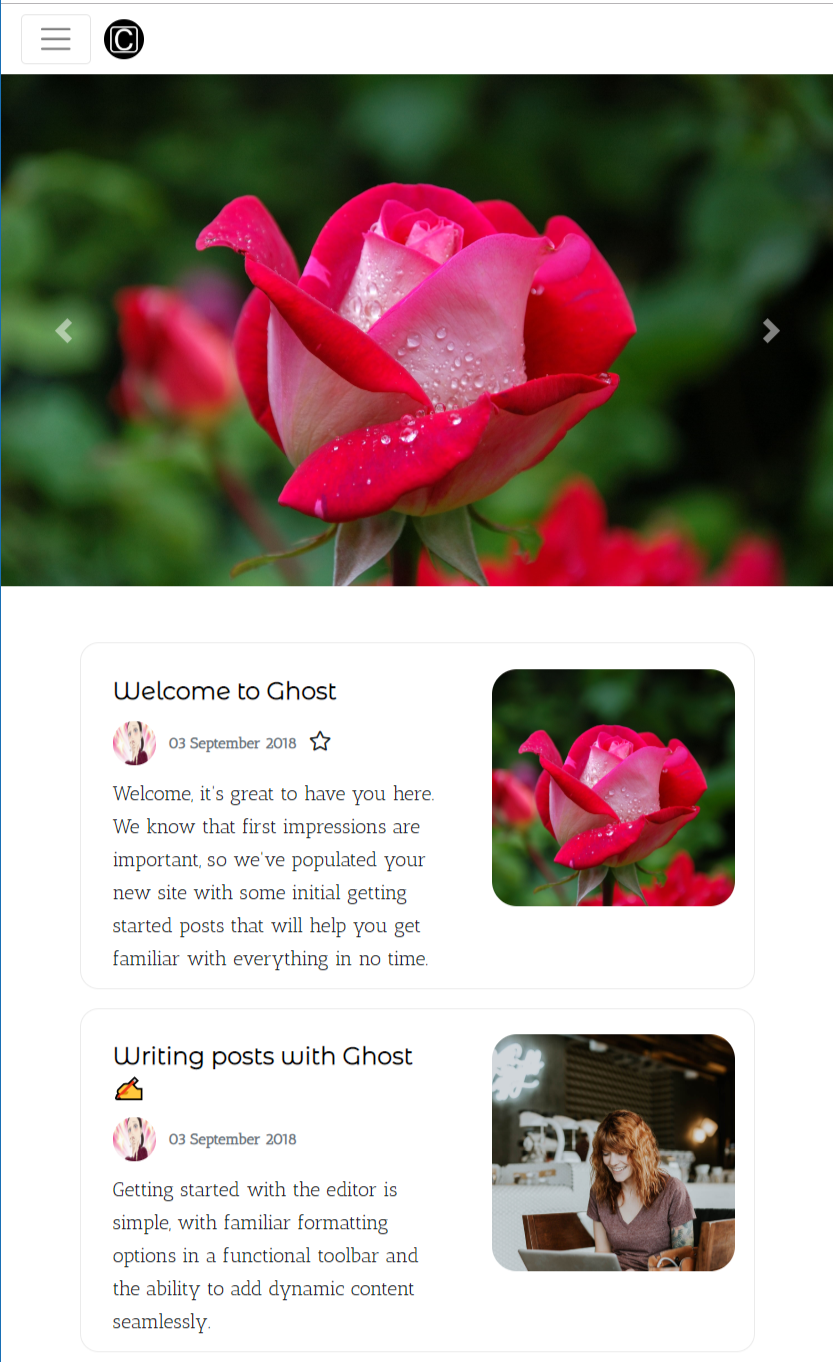 C
Welcome to Ghost
03 September 2018
Welcome, it's great to have you here.
We know that first impressions are
important, so we've populated your
new site with some initial getting
started posts that will help you get
familiar with everything in no time.
Writing posts with Ghost
✍
03 September 2018
Getting started with the editor is
simple, with familiar formatting
options in a functional toolbar and
the ability to add dynamic content
seamlessly.